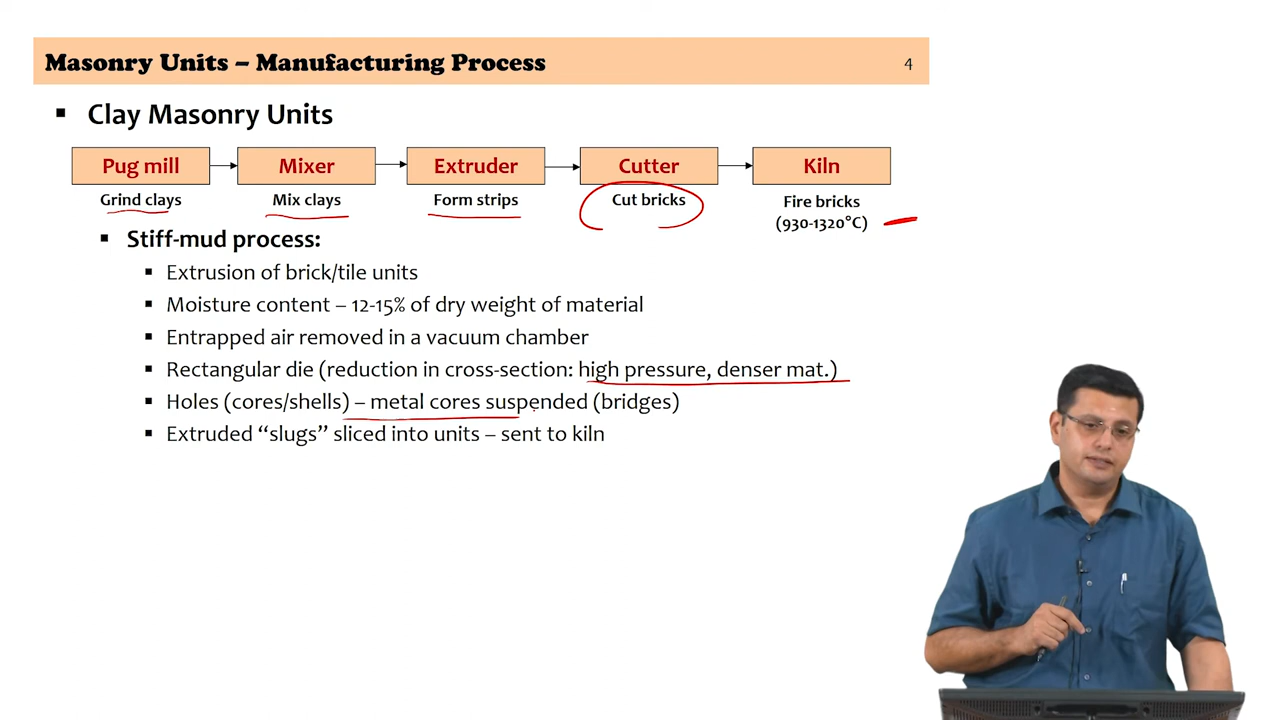 Masonry Units – Manufacturing Process
4
▪ Clay Masonry Units
Pug mill
Mixer
Extruder
Cutter
Kiln
Grind clays
Mix clays
Form strips
Cut bricks
Fire bricks
(930-1320°C)
▪ Stiff-mud process:
▪ Extrusion of brick/tile units
▪ Moisture content – 12-15% of dry weight of material
▪ Entrapped air removed in a vacuum chamber
▪ Rectangular die (reduction in cross-section: high pressure, denser mat.)
▪ Holes (cores/shells) – metal cores suspended (bridges)
▪ Extruded “slugs” sliced into units – sent to kiln